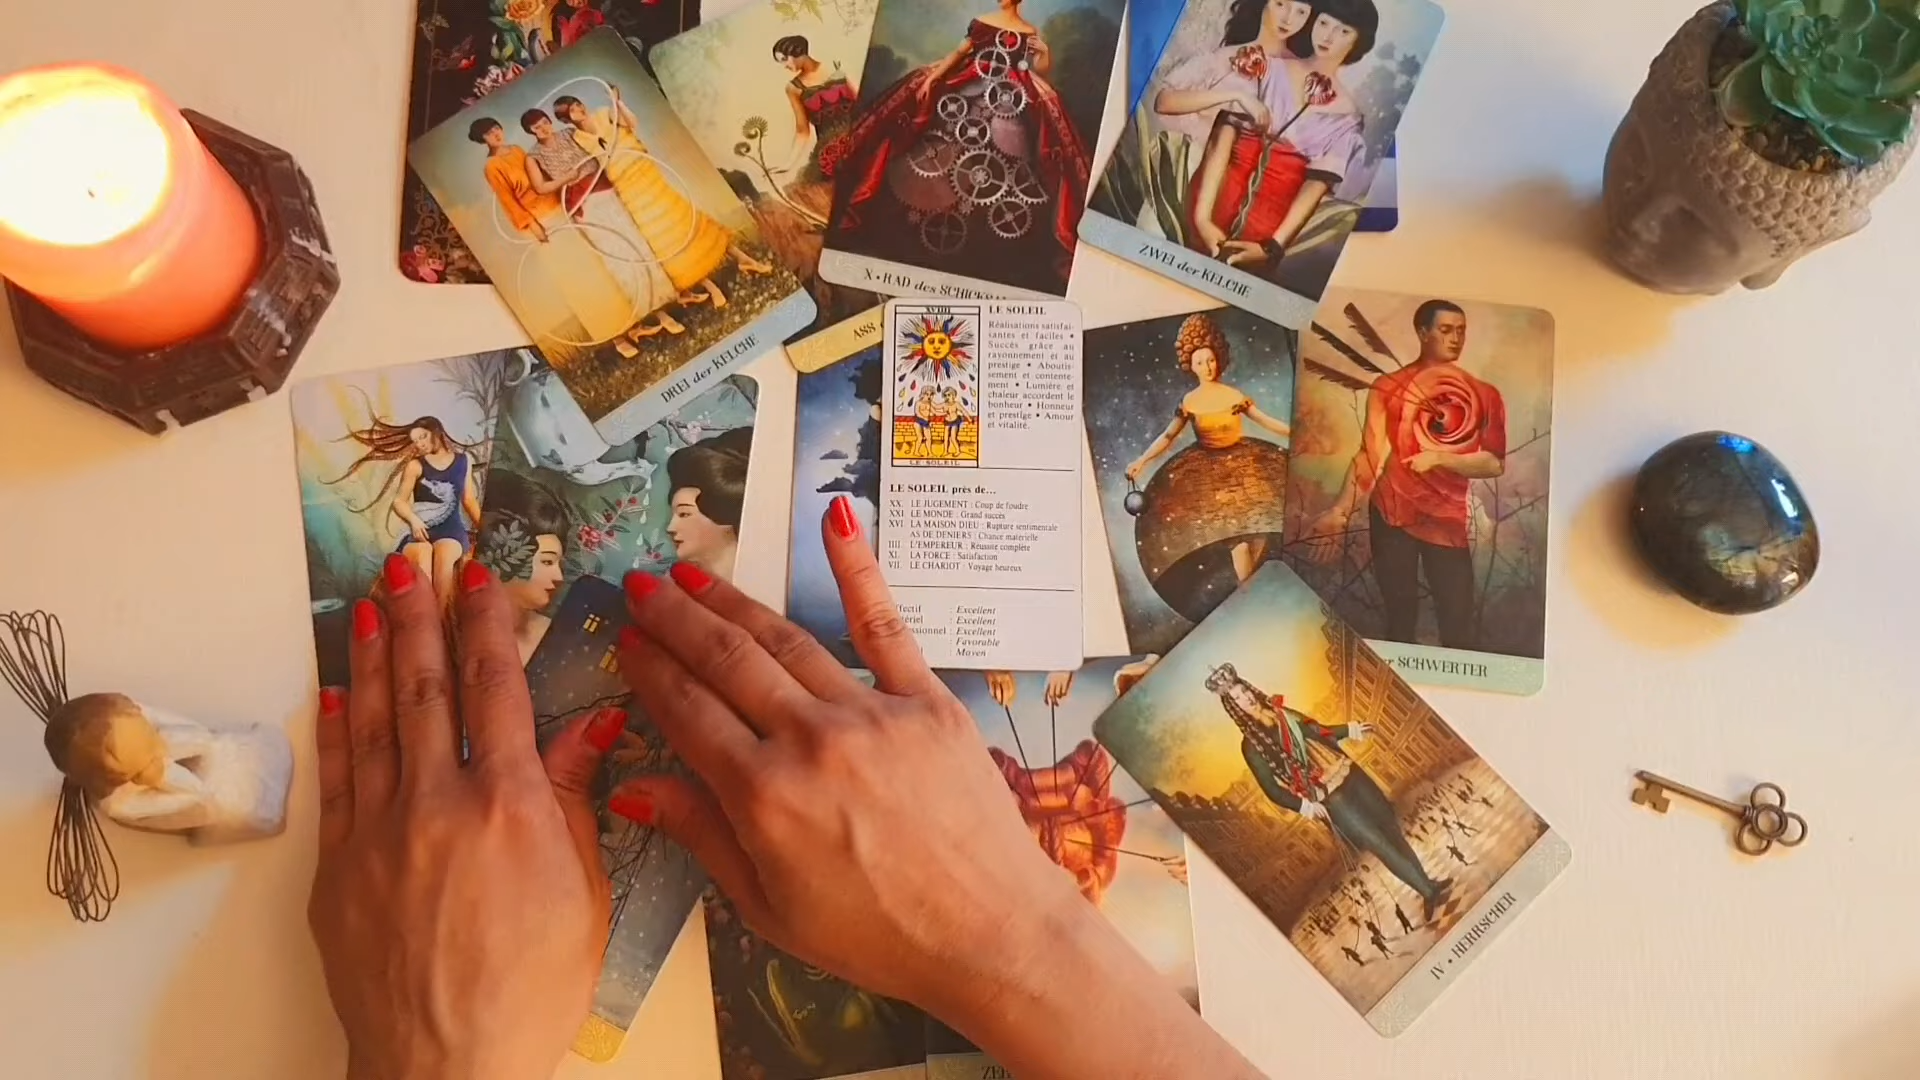 DREI der KELCHE
X • RAD des
ASS
ZWEI der KELCHE
XVIIII
LE SOLEIL
LE SOLEIL
Réalisations satisfai-
santes et faciles •
Succès grâce au
rayonnement et au
prestige • Aboutis-
sement et contente-
ment • Lumière et
chaleur accordent le
bonheur • Honneur
et prestige • Amour
et vitalité.
LE SOLEIL près de...
XX. LE JUGEMENT : Coup de foudre
XXI. LE MONDE : Grand succès
XVI. LA MAISON DIEU : Rupture sentimentale
AS DE DENIERS : Chance matérielle
IIII. L'EMPEREUR : Réussite complète
XI. LA FORCE : Satisfaction
VII. LE CHARIOT : Voyage heureux
ffectif : Excellent
tériel : Excellent
ssionnel : Excellent
: Favorable
: Moyen
SCHWERTER
IV • HERRSCHER